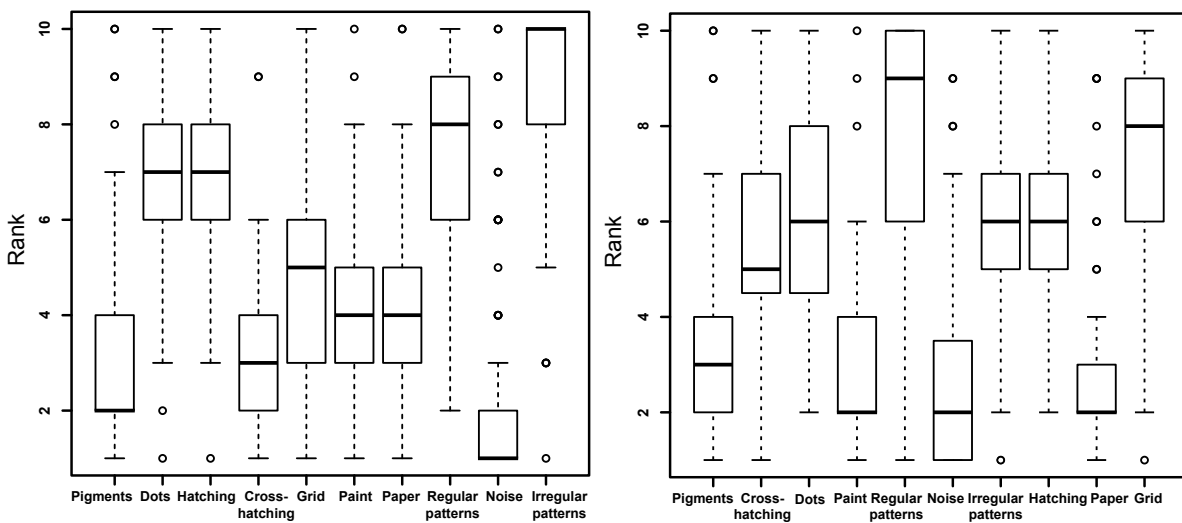 Rank
10
8
6
4
2
Pigments Dots Hatching Cross-hatching Grid Paint Paper Regular patterns Noise Irregular patterns
Rank
10
8
6
4
2
Pigments Cross-hatching Dots Paint Regular patterns Noise Irregular patterns Hatching Paper Grid